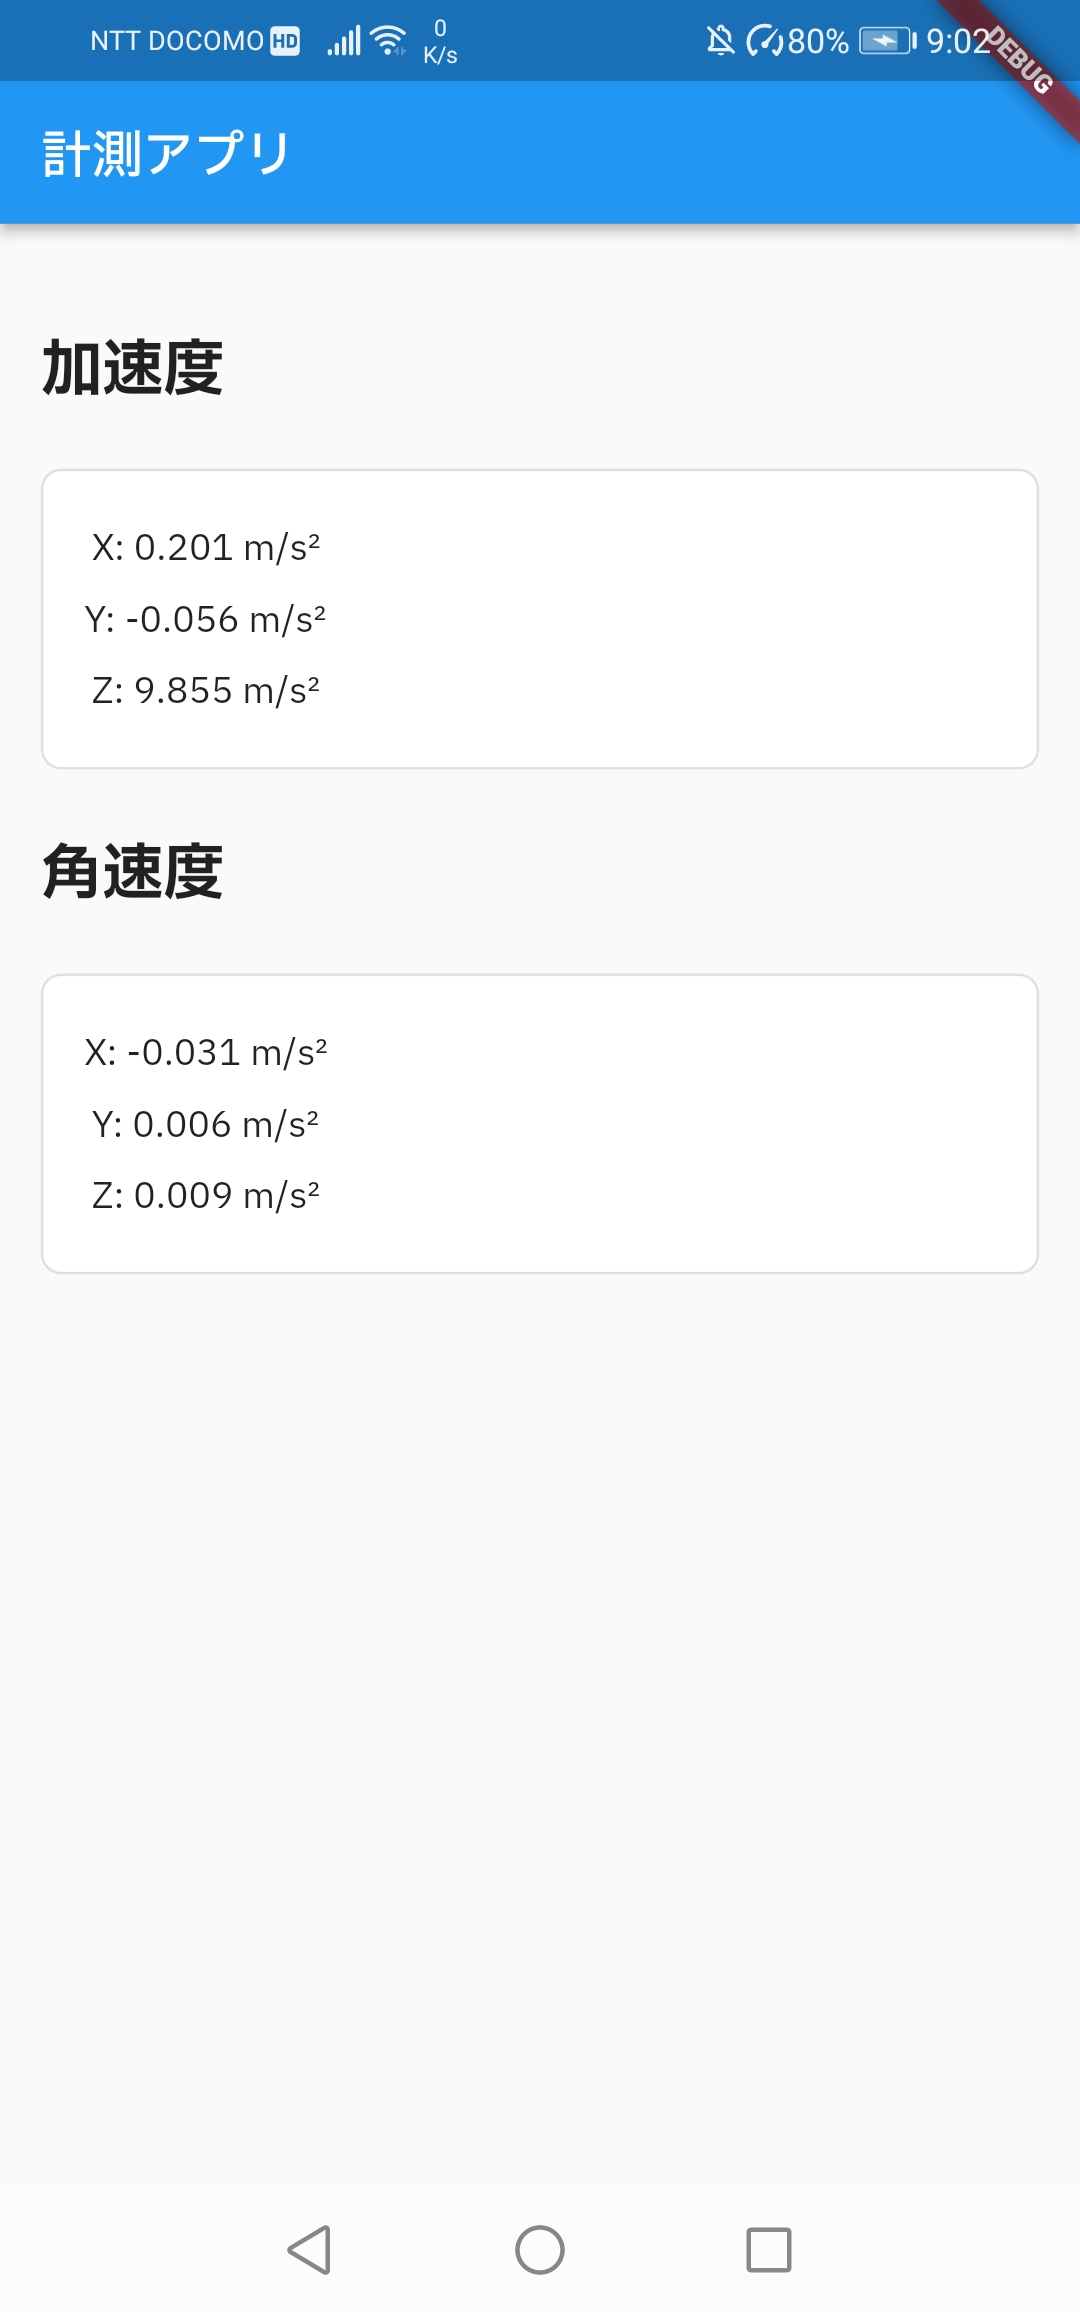 NTT DOCOMO HD 0 K/s 80% 9:02
DEBUG
計測アプリ
加速度
X: 0.201 m/s²
Y: -0.056 m/s²
Z: 9.855 m/s²
角速度
X: -0.031 m/s²
Y: 0.006 m/s²
Z: 0.009 m/s²